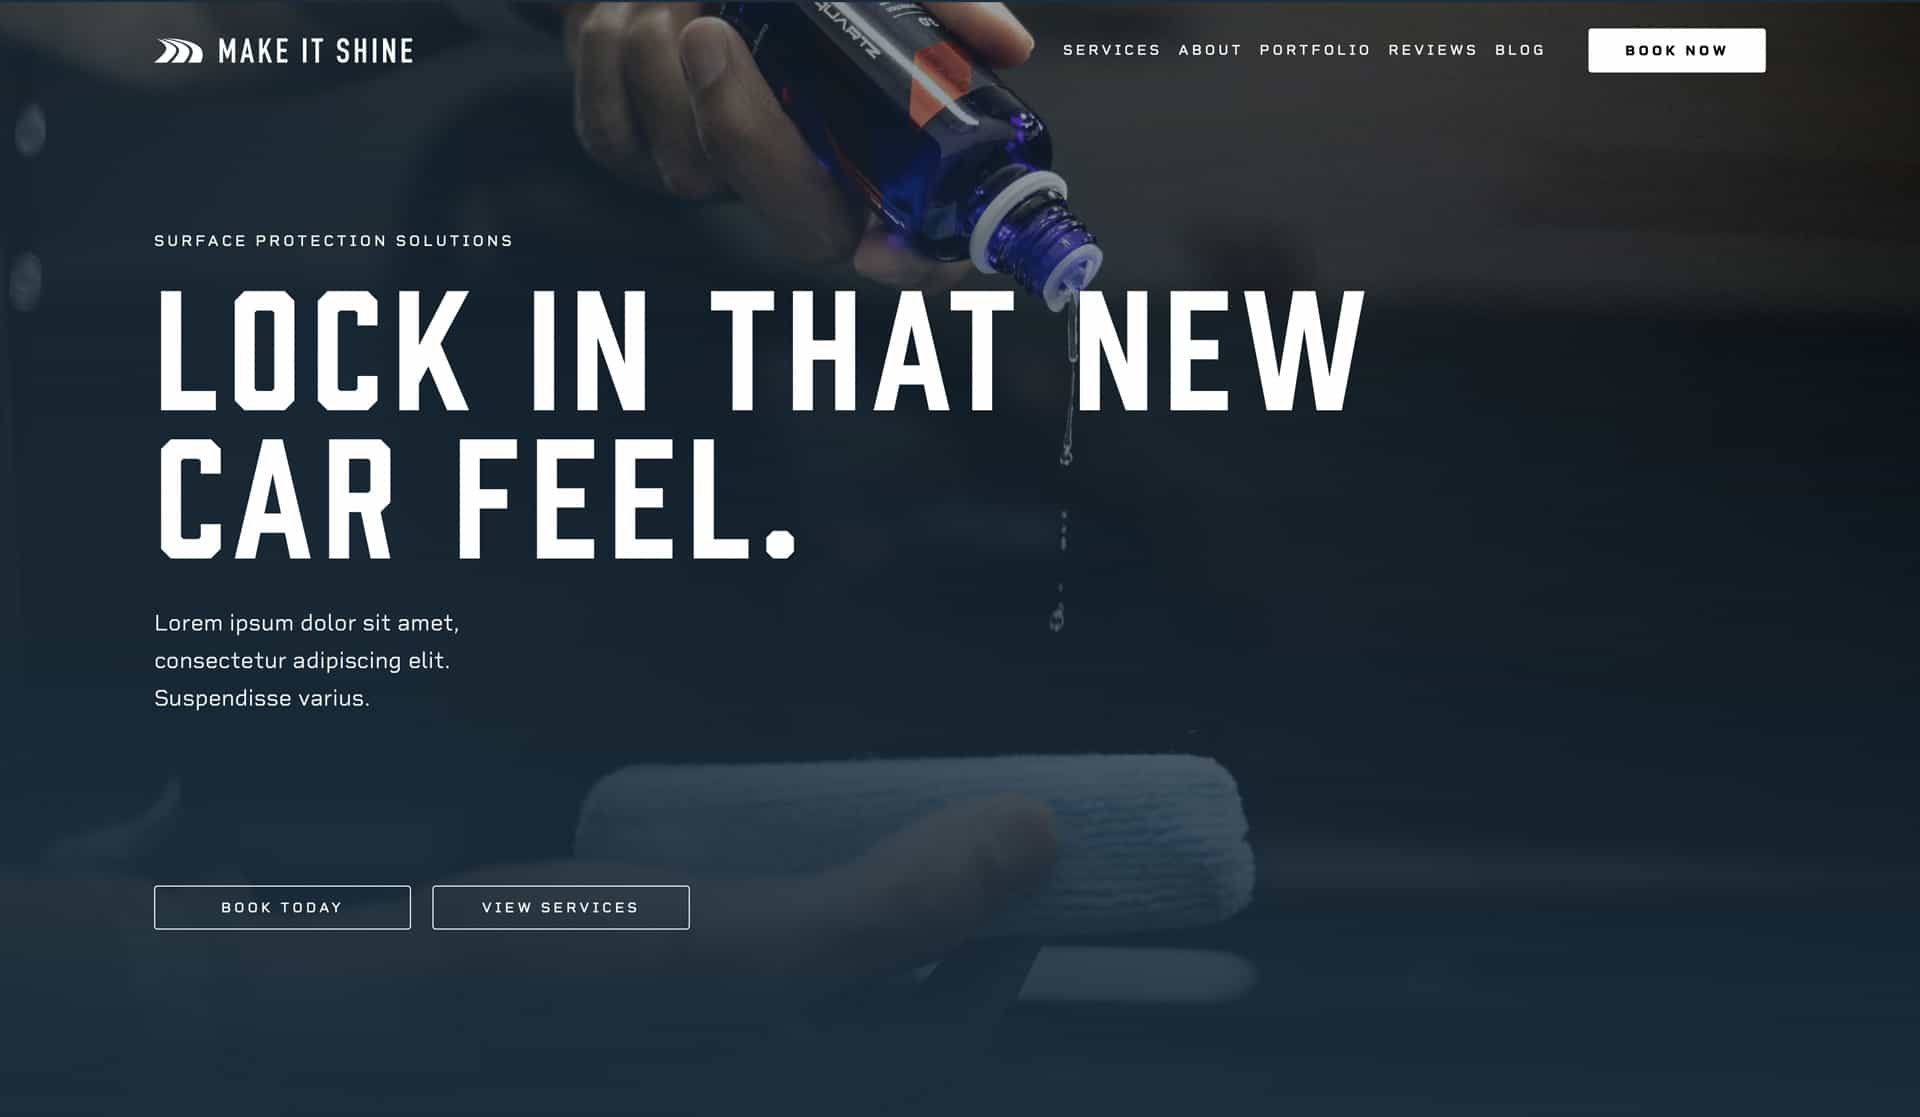 MAKE IT SHINE
SERVICES ABOUT PORTFOLIO REVIEWS BLOG
BOOK NOW
QUARTZ
SURFACE PROTECTION SOLUTIONS
LOCK IN THAT NEW
CAR FEEL.
Lorem ipsum dolor sit amet,
consectetur adipiscing elit.
Suspendisse varius.
BOOK TODAY
VIEW SERVICES